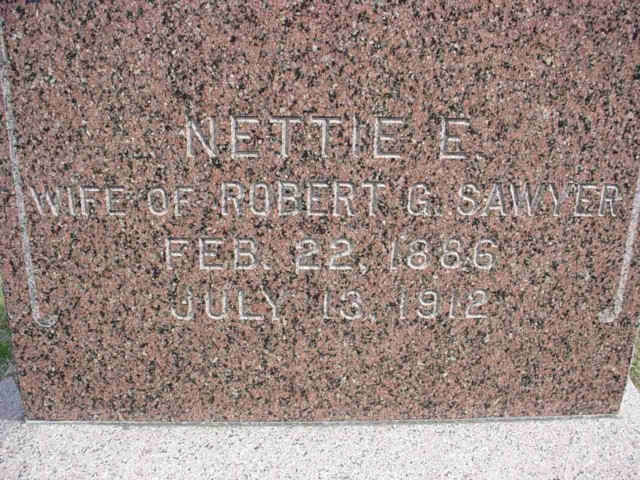 NETTIE E.
WIFE OF ROBERT G. SAWYER
FEB. 22, 1886
JULY 13, 1912